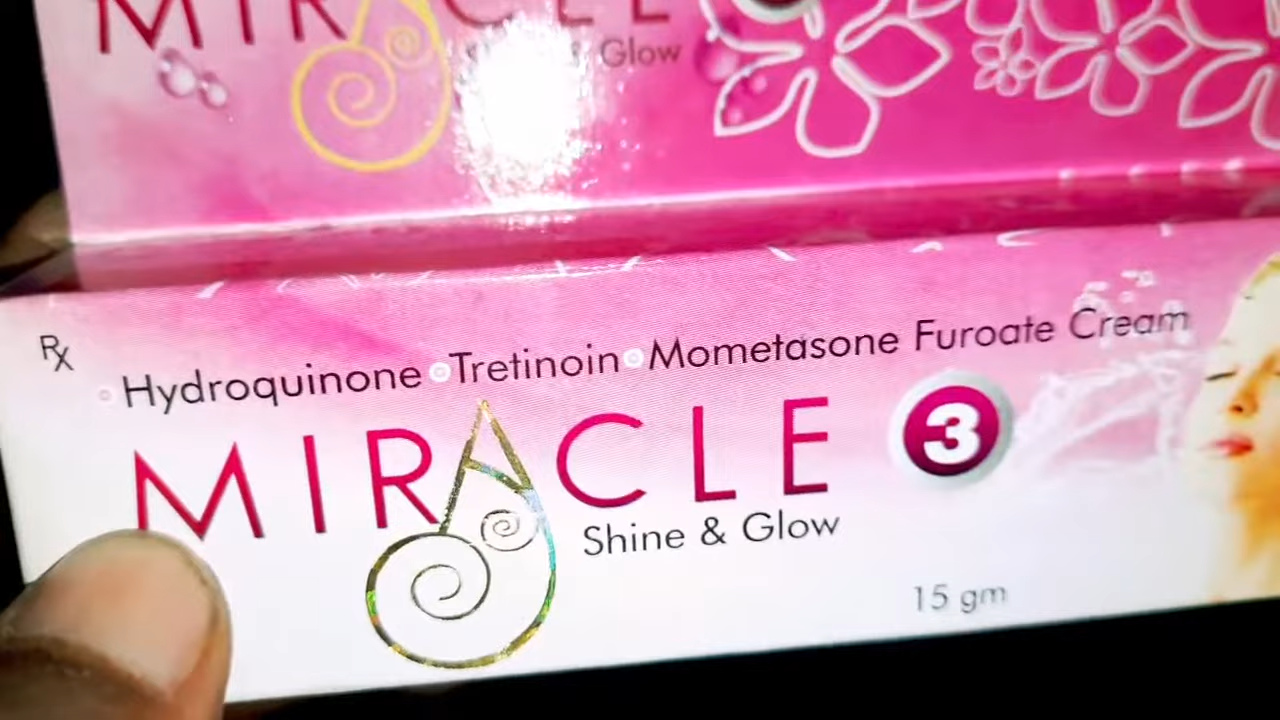 MIRACLE
& Glow
Rx
Hydroquinone Tretinoin Mometasone Furoate Cream
MIRACLE 3
Shine & Glow
15 gm